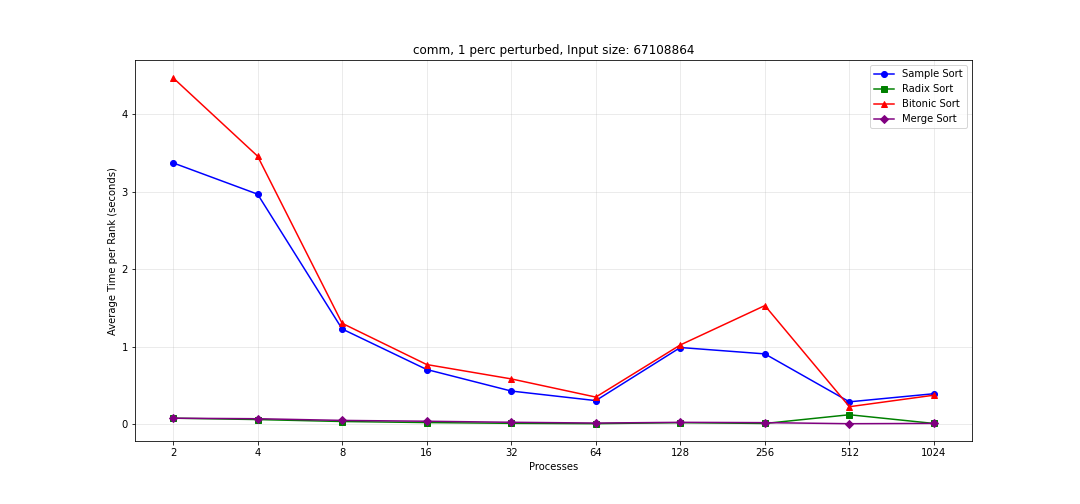 comm, 1 perc perturbed, Input size: 67108864
Sample Sort
Radix Sort
Bitonic Sort
Merge Sort
Average Time per Rank (seconds)
4
3
2
1
0
2 4 8 16 32 64 128 256 512 1024
Processes